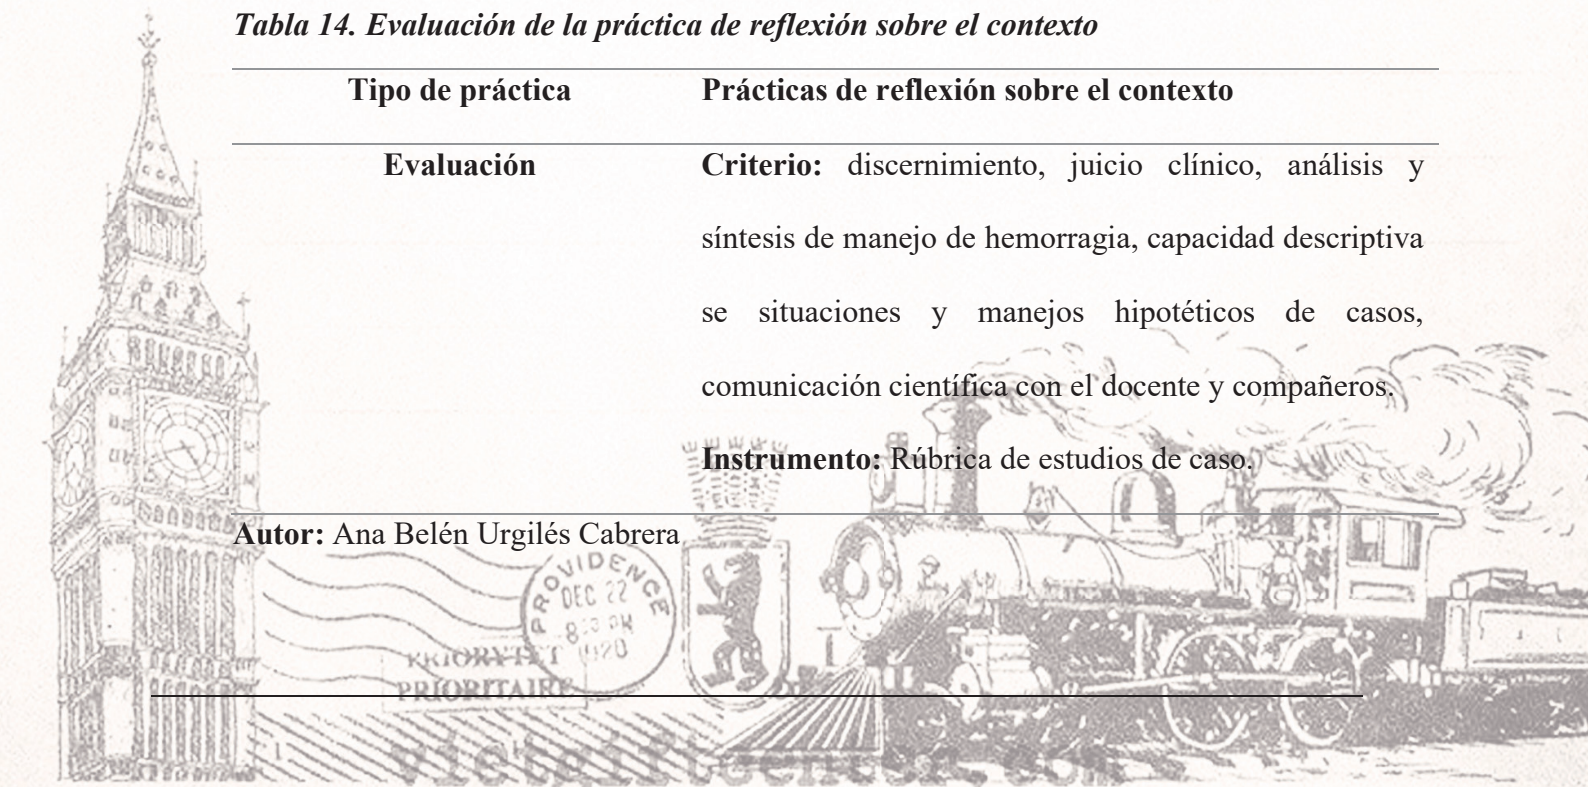 Tabla 14. Evaluación de la práctica de reflexión sobre el contexto
Tipo de práctica Prácticas de reflexión sobre el contexto
Evaluación Criterio: discernimiento, juicio clínico, análisis y
síntesis de manejo de hemorragia, capacidad descriptiva
se situaciones y manejos hipotéticos de casos,
comunicación científica con el docente y compañeros.
Instrumento: Rúbrica de estudios de caso.
Autor: Ana Belén Urgilés Cabrera
PROVIDENCE
DEC 22
1920
PRIORYTET
PRIORITAIRE